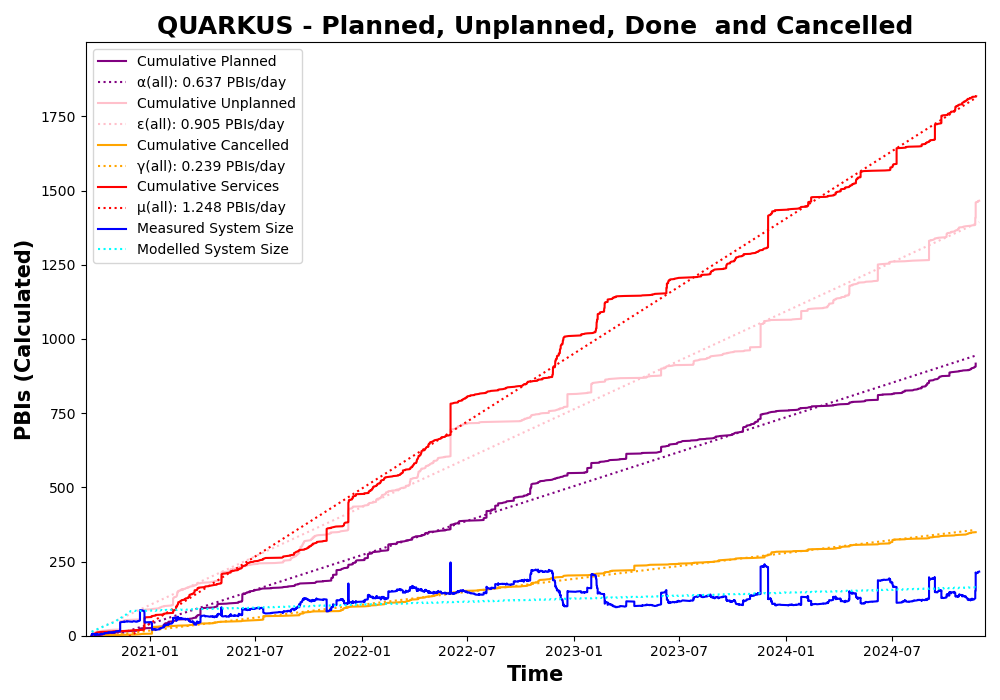 QUARKUS - Planned, Unplanned, Done  and Cancelled
Cumulative Planned
α(all): 0.637 PBIs/day
Cumulative Unplanned
ε(all): 0.905 PBIs/day
Cumulative Cancelled
γ(all): 0.239 PBIs/day
Cumulative Services
μ(all): 1.248 PBIs/day
Measured System Size
Modelled System Size
PBIs (Calculated)
1750
1500
1250
1000
750
500
250
0
2021-01 2021-07 2022-01 2022-07 2023-01 2023-07 2024-01 2024-07
Time